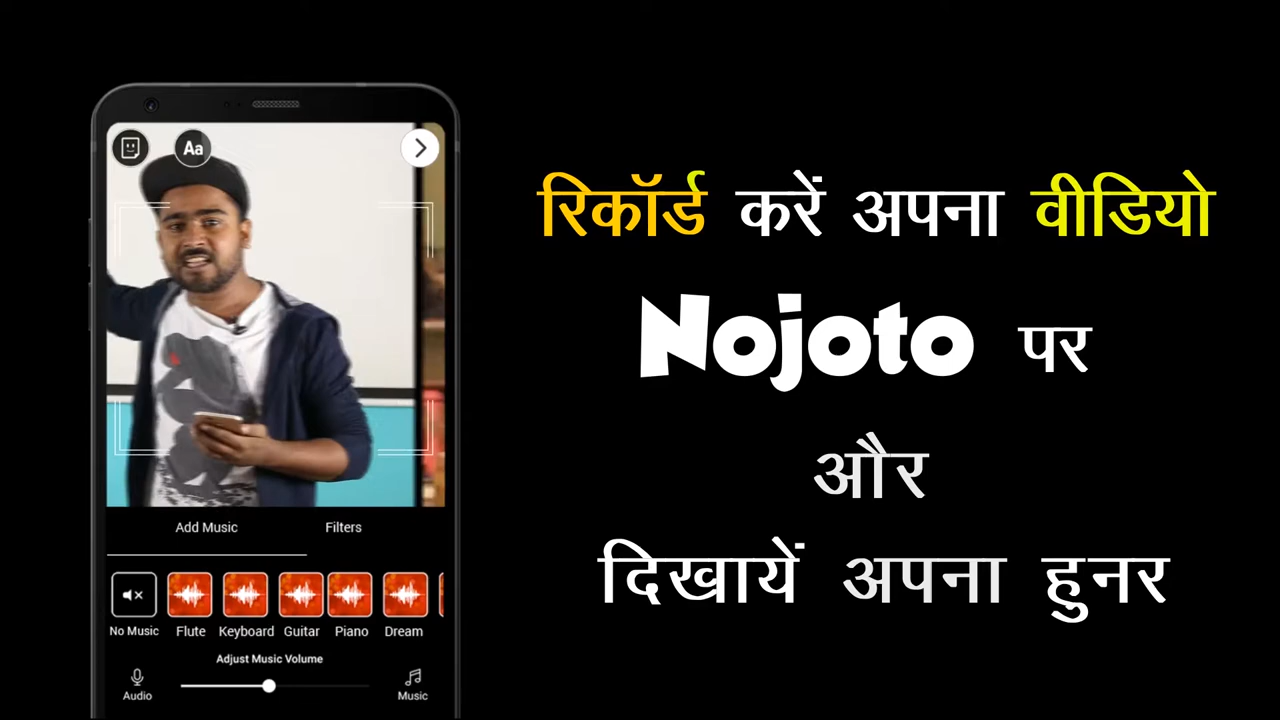 Aa
Add Music Filters
No Music Flute Keyboard Guitar Piano Dream
Adjust Music Volume
Audio Music
रिकॉर्ड करें अपना वीडियो
Nojoto पर
और
दिखायें अपना हुनर